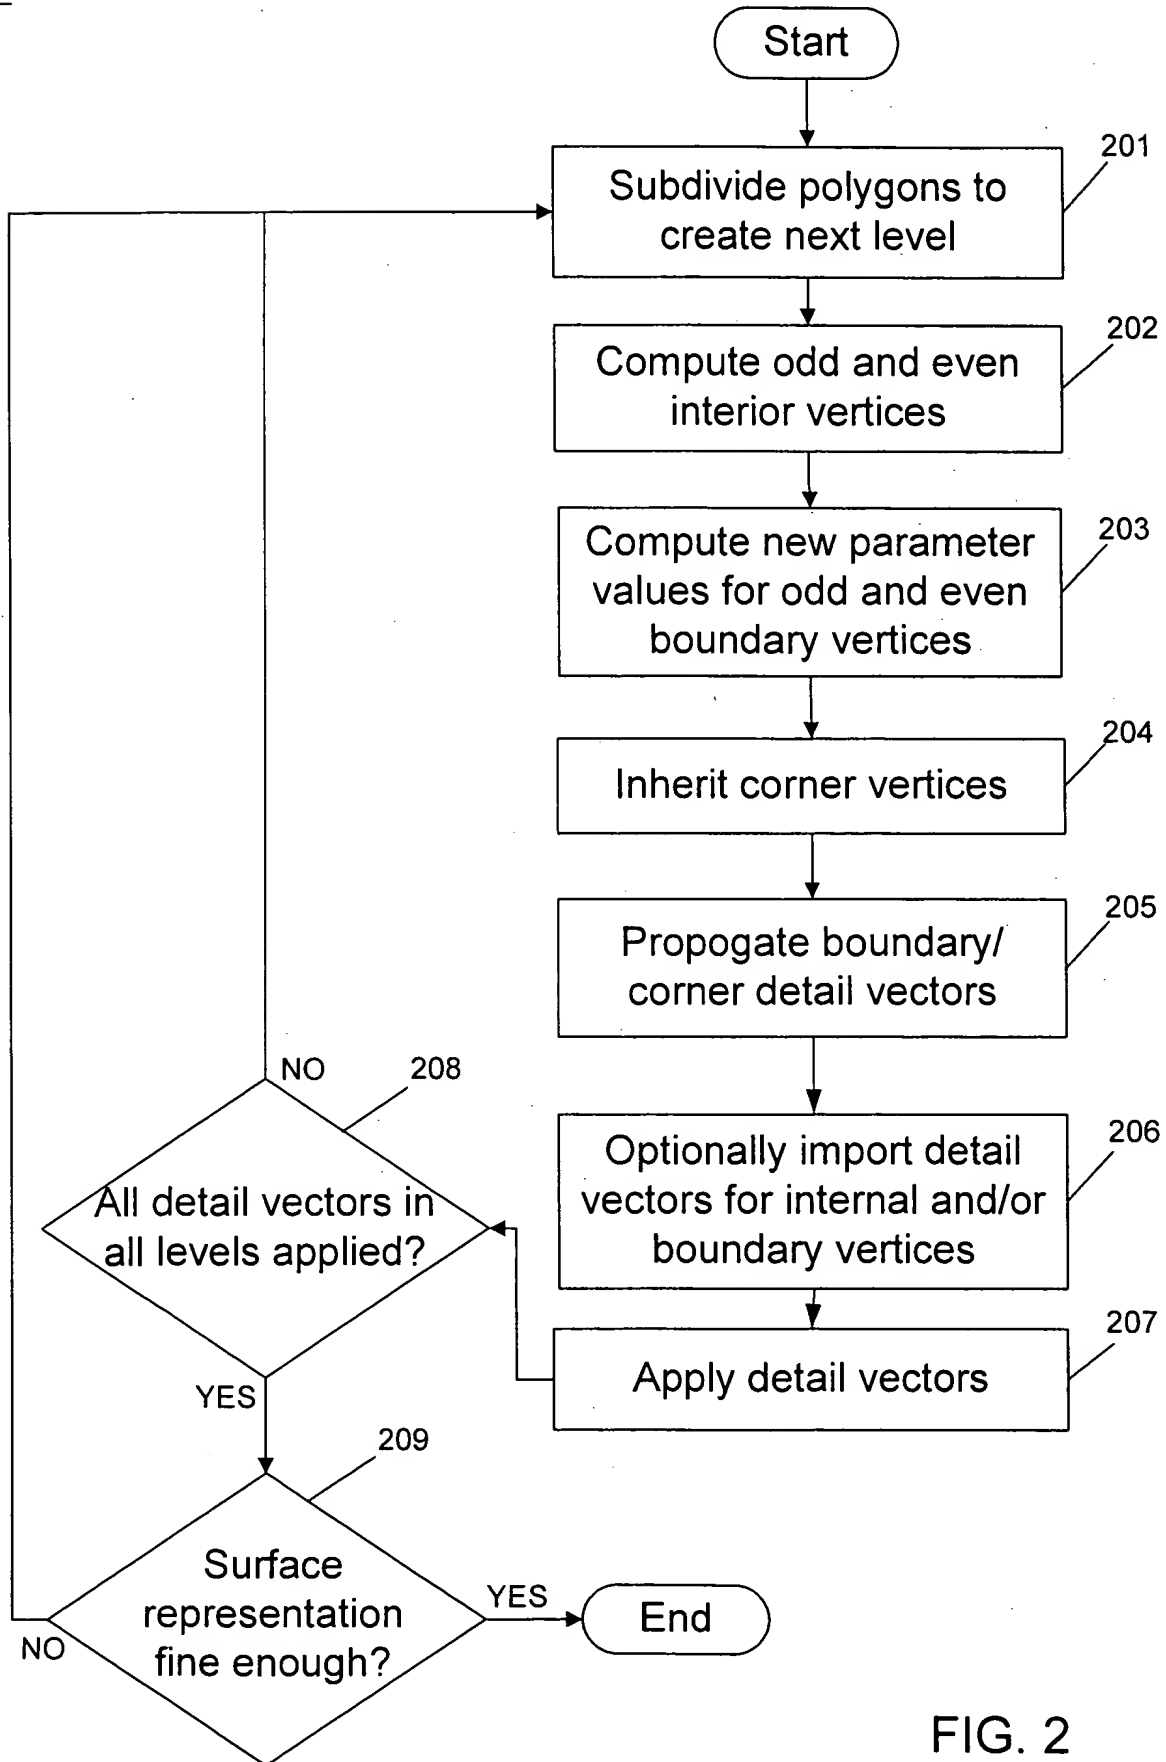 Start
201
Subdivide polygons to
create next level
202
Compute odd and even
interior vertices
203
Compute new parameter
values for odd and even
boundary vertices
204
Inherit corner vertices
205
Propogate boundary/
corner detail vectors
206
Optionally import detail
vectors for internal and/or
boundary vertices
207
Apply detail vectors
NO
208
All detail vectors in
all levels applied?
YES
209
Surface
representation
fine enough?
NO
YES
End
FIG. 2